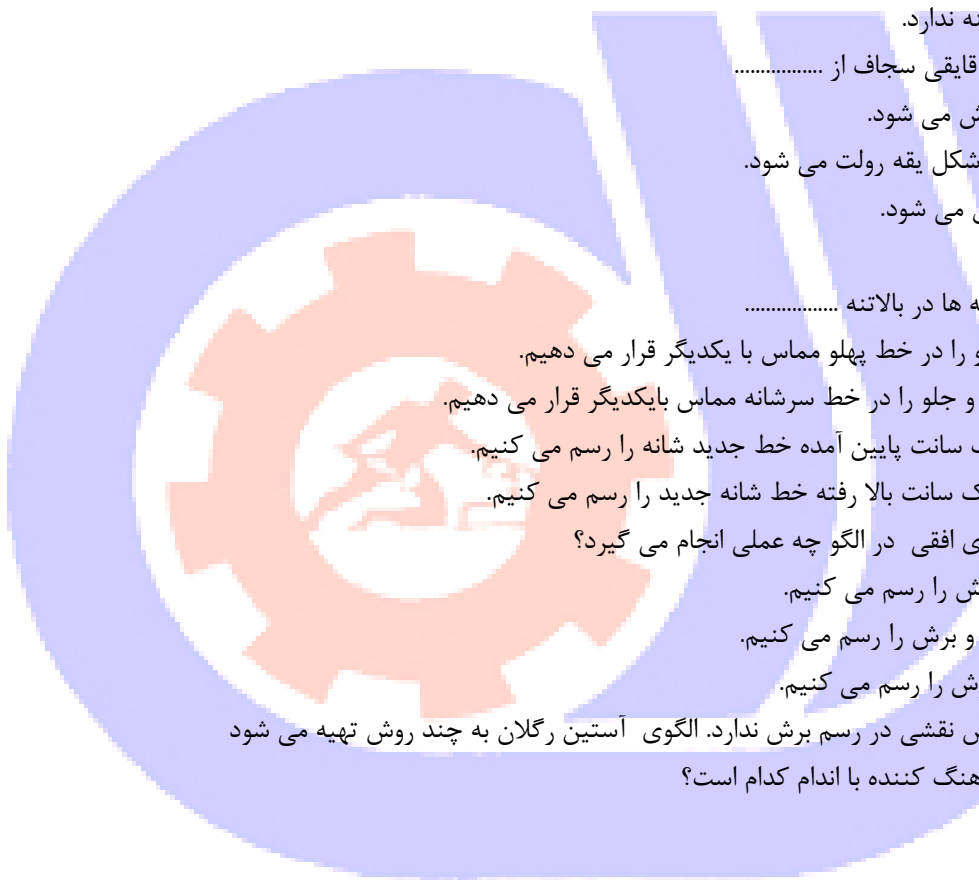 ندارد.
قایقی سجاف از ................
می شود.
شکل یقه رولت می شود.
می شود.
ها در بالاتنه .................
را در خط پهلو مماس با یکدیگر قرار می دهیم.
و جلو را در خط سرشانه مماس بایکدیگر قرار می دهیم.
سانت پایین آمده خط جدید شانه را رسم می کنیم.
سانت بالا رفته خط شانه جدید را رسم می کنیم.
افقی در الگو چه عملی انجام می گیرد؟
را رسم می کنیم.
و برش را رسم می کنیم.
را رسم می کنیم.
نقشی در رسم برش ندارد. الگوی آستین رگلان به چند روش تهیه می شود
کننده با اندام کدام است؟